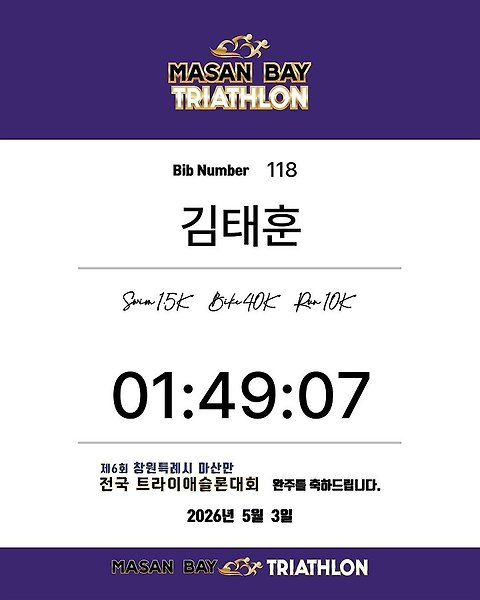 MASAN BAY
TRIATHLON
Bib Number 118
김태훈
Swim 1.5K Bike 40K Run 10K
01:49:07
제6회 창원특례시 마산만
전국 트라이애슬론대회 완주를 축하드립니다.
2026년 5월 3일
MASAN BAY TRIATHLON